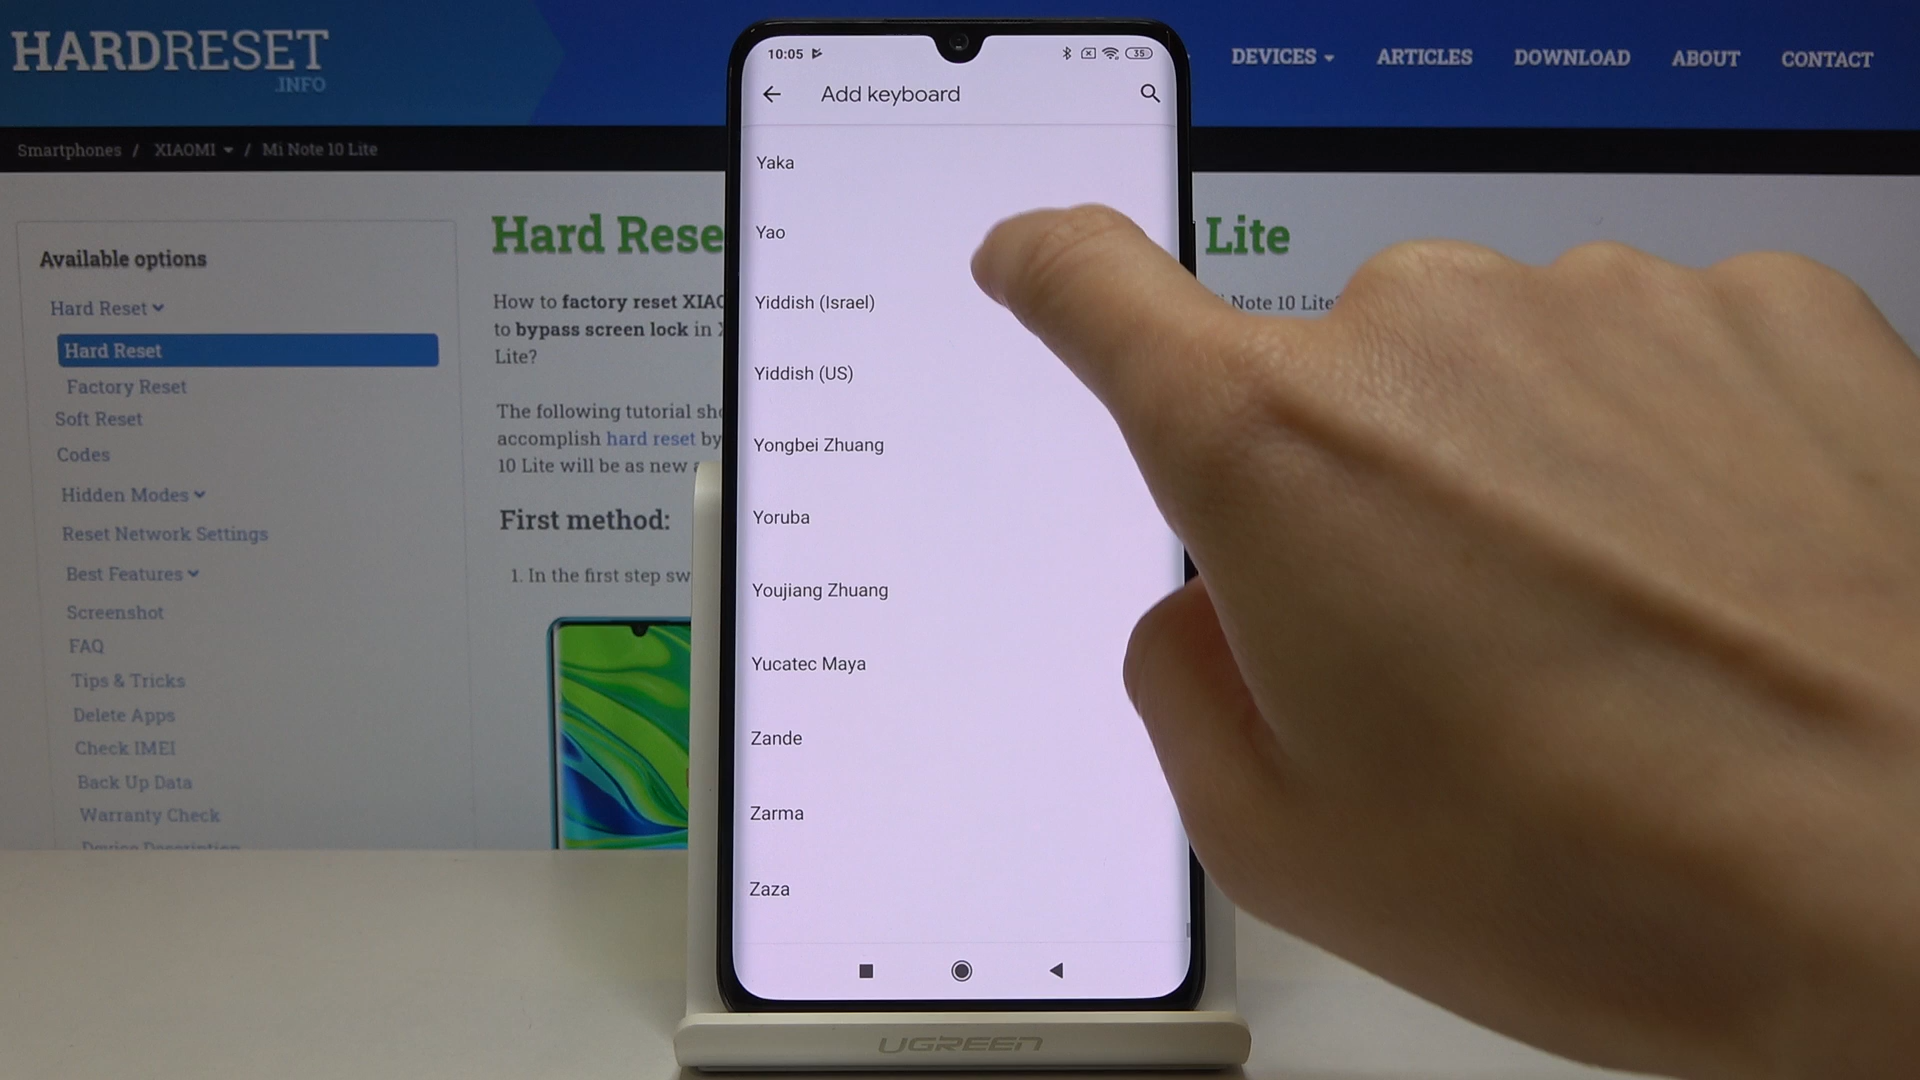 HARDRESET
.INFO
DEVICES
ARTICLES
DOWNLOAD
ABOUT
CONTACT
Smartphones / XIAOMI / Mi Note 10 Lite
Available options
Hard Reset
Hard Reset
Factory Reset
Soft Reset
Codes
Hidden Modes
Reset Network Settings
Best Features
Screenshot
FAQ
Tips & Tricks
Delete Apps
Check IMEI
Back Up Data
Warranty Check
Device Description
Hard Rese
Lite
How to factory reset XIAO
Note 10 Lite?
to bypass screen lock in
Lite?
The following tutorial sho
accomplish hard reset by
10 Lite will be as new
First method:
1. In the first step sw
10:05
35
Add keyboard
Yaka
Yao
Yiddish (Israel)
Yiddish (US)
Yongbei Zhuang
Yoruba
Youjiang Zhuang
Yucatec Maya
Zande
Zarma
Zaza
UGREEN